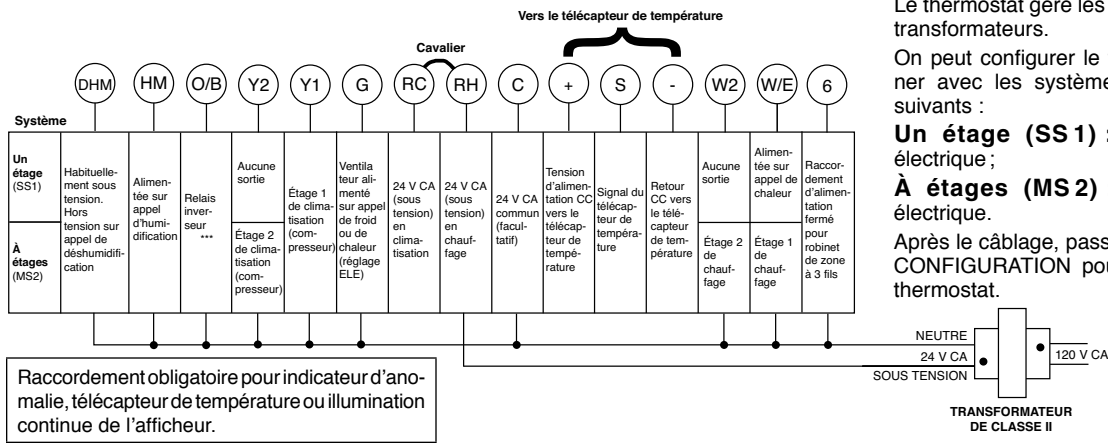 Vers le télécapteur de température
Cavalier
DHM HM O/B Y2 Y1 G RC RH C + S - W2 W/E 6
Système
Un
étage
(SS1)
À
étages
(MS2)
Habituelle-
ment sous
tension.
Hors
tension sur
appel de
déshumidifi-
cation
Alimen-
tée sur
appel
d'humi-
dification
Relais
inver-
seur
***
Aucune
sortie
Étage 2
de clima-
tisation
(com-
presseur)
Étage 1
de clima-
tisation
(com-
presseur)
Ventila
teur ali-
menté
sur appel
de froid
ou de
chaleur
(réglage
ELE)
24 V CA
(sous
tension)
en
clima-
tisation
24 V CA
(sous
tension)
en
chauf-
fage
24 V CA
commun
(facul-
tatif)
Tension
d'alimen-
tation CC
vers le
télécap-
teur de
tempé-
rature
Signal du
télécap-
teur de
tempéra-
ture
Retour
CC vers
le télé-
capteur
de tem-
pérature
Aucune
sortie
Étage 2
de
chauf-
fage
Alimen-
tée sur
appel de
chaleur
Étage 1
de
chauf-
fage
Raccor-
dement
d'alimen-
tation
fermé
pour
robinet
de zone
à 3 fils
Raccordement obligatoire pour indicateur d'ano-
malie, télécapteur de température ou illumination
continue de l'afficheur.
NEUTRE
24 V CA
SOUS TENSION
120 V CA
TRANSFORMATEUR
DE CLASSE II
Le thermostat gère les
transformateurs.
On peut configurer le
ner avec les système
suivants :
Un étage (SS 1) :
électrique ;
À étages (MS 2)
électrique.
Après le câblage, pass
CONFIGURATION pou
thermostat.